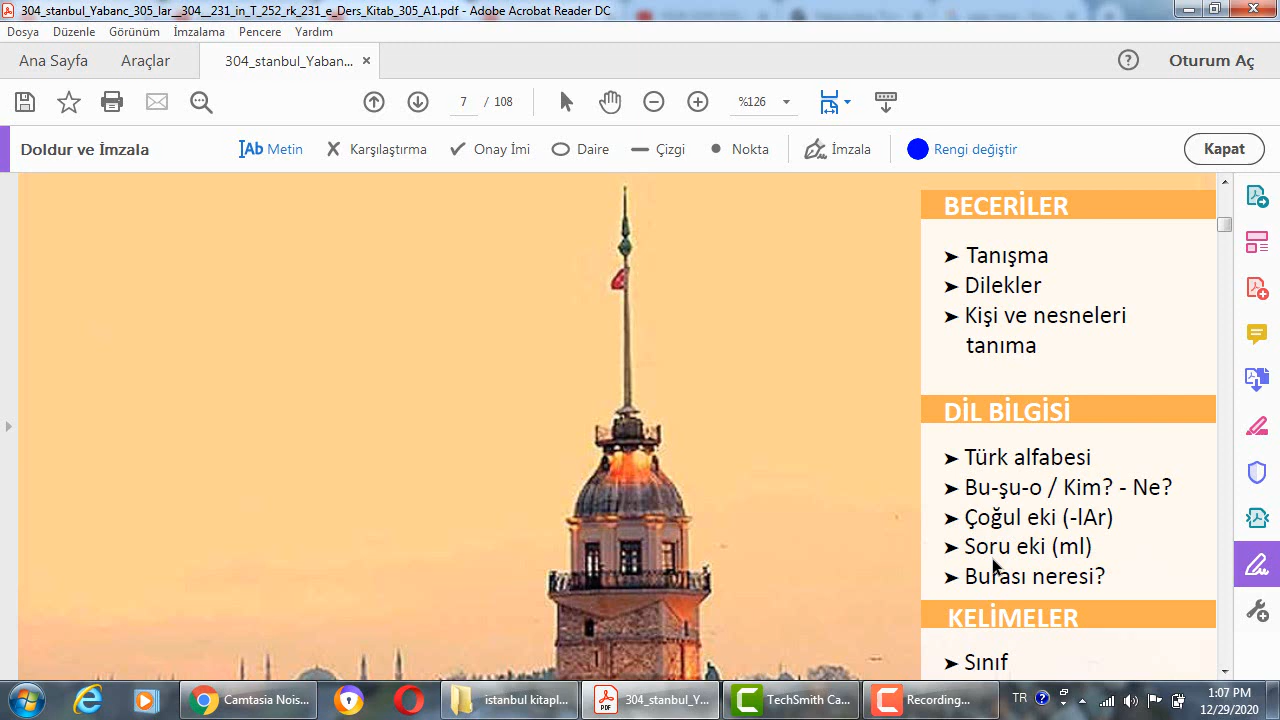 304_stanbul_Yabanc_305_lar__304__231_in_T_252_rk_231_e_Ders_Kitab_305_A1.pdf - Adobe Acrobat Reader DC
Dosya Düzenle Görünüm İmzalama Pencere Yardım
Ana Sayfa Araçlar 304_stanbul_Yaban... × Oturum Aç
7 / 108 %126
Doldur ve İmzala Ab Metin Karşılaştırma Onay İmi Daire Çizgi Nokta İmzala Rengi değiştir Kapat
BECERİLER
➤ Tanışma
➤ Dilekler
➤ Kişi ve nesneleri
tanıma
DİL BİLGİSİ
➤ Türk alfabesi
➤ Bu-şu-o / Kim? - Ne?
➤ Çoğul eki (-lAr)
➤ Soru eki (mI)
➤ Burası neresi?
KELİMELER
➤ Sınıf
Camtasia Nois... istanbul kitapl... PDF 304_stanbul_Y... TechSmith Ca... Recording... TR 1:07 PM
12/29/2020